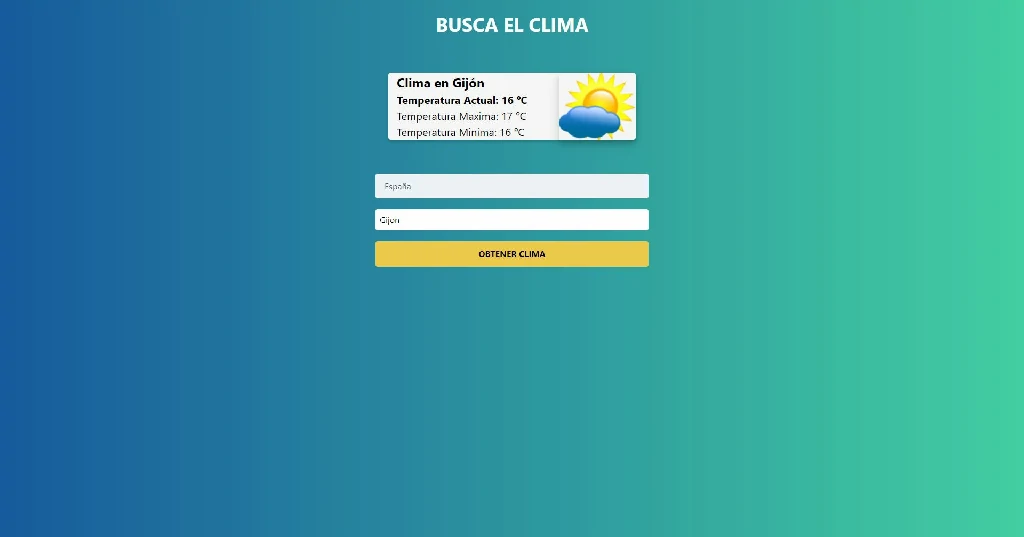 BUSCA EL CLIMA
Clima en Gijón
Temperatura Actual: 16 °C
Temperatura Maxima: 17 °C
Temperatura Minima: 16 °C
España
Gijon
OBTENER CLIMA